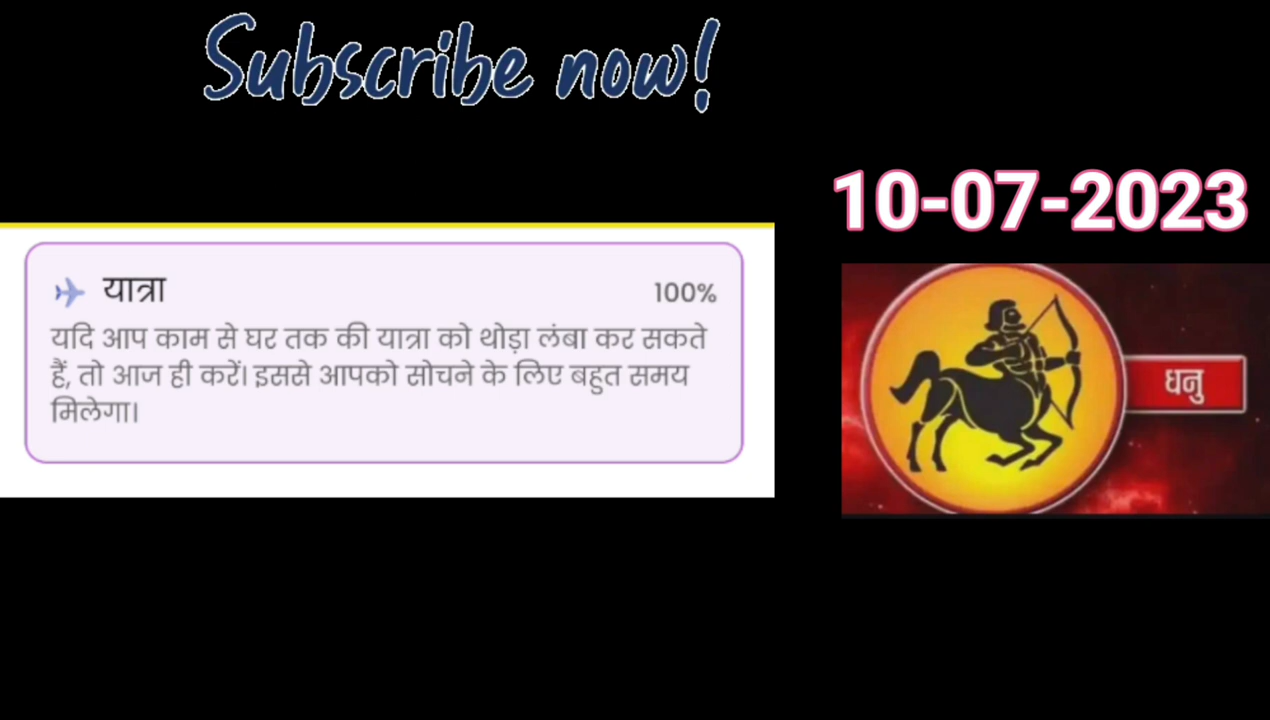 Subscribe now!
10-07-2023
यात्रा 100%
यदि आप काम से घर तक की यात्रा को थोड़ा लंबा कर सकते
हैं, तो आज ही करें। इससे आपको सोचने के लिए बहुत समय
मिलेगा।
धनु